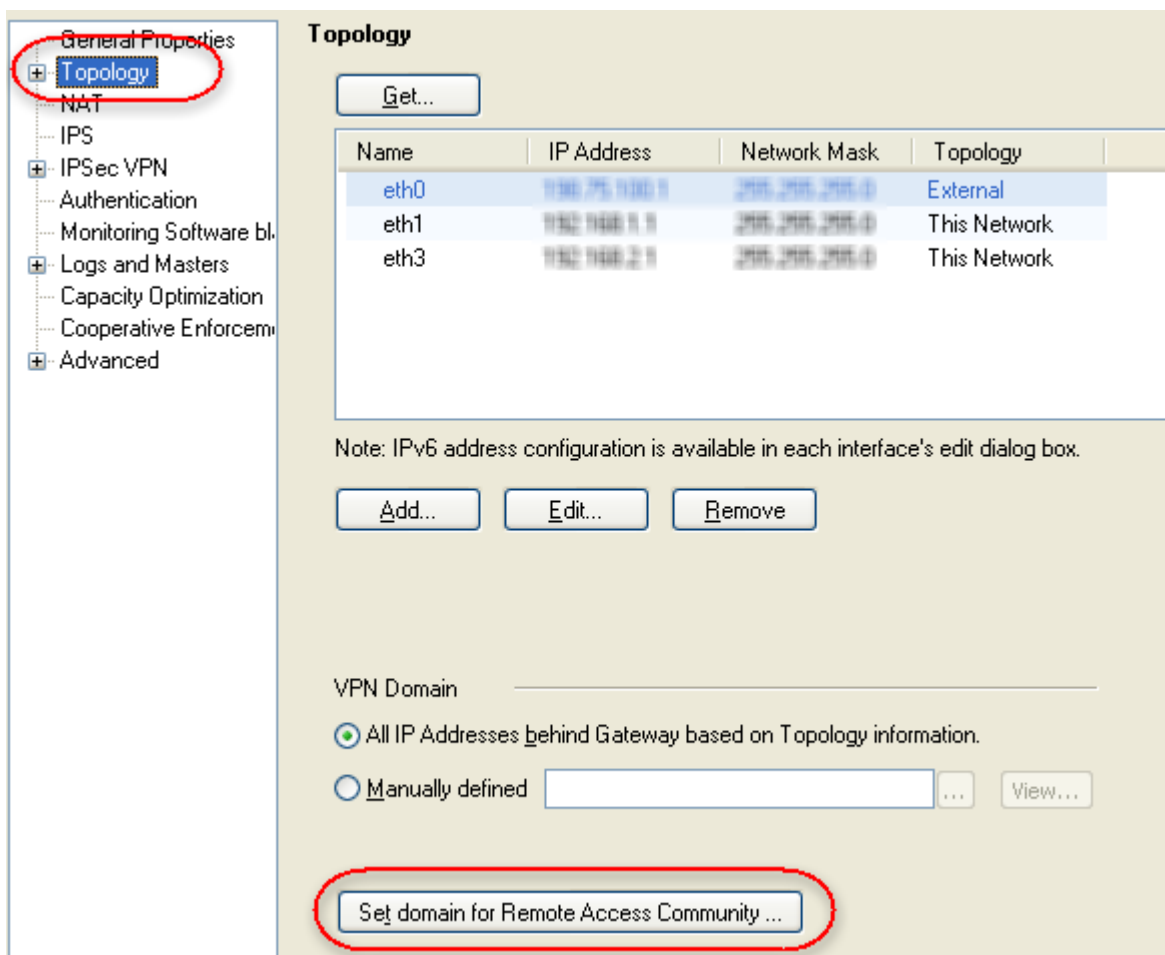 General Properties
Topology
NAT
IPS
IPSec VPN
Authentication
Monitoring Software bl
Logs and Masters
Capacity Optimization
Cooperative Enforcem
Advanced
Topology
Get...
Name IP Address Network Mask Topology
eth0 External
eth1 This Network
eth3 This Network
Note: IPv6 address configuration is available in each interface's edit dialog box.
Add... Edit... Remove
VPN Domain
All IP Addresses behind Gateway based on Topology information.
Manually defined ... View...
Set domain for Remote Access Community ...